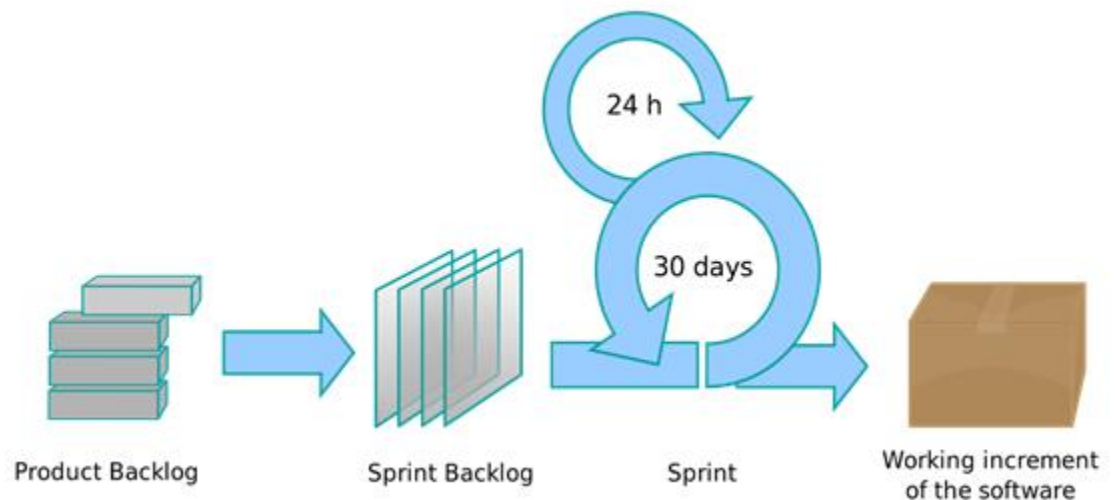 24 h
30 days
Product Backlog
Sprint Backlog
Sprint
Working increment
of the software